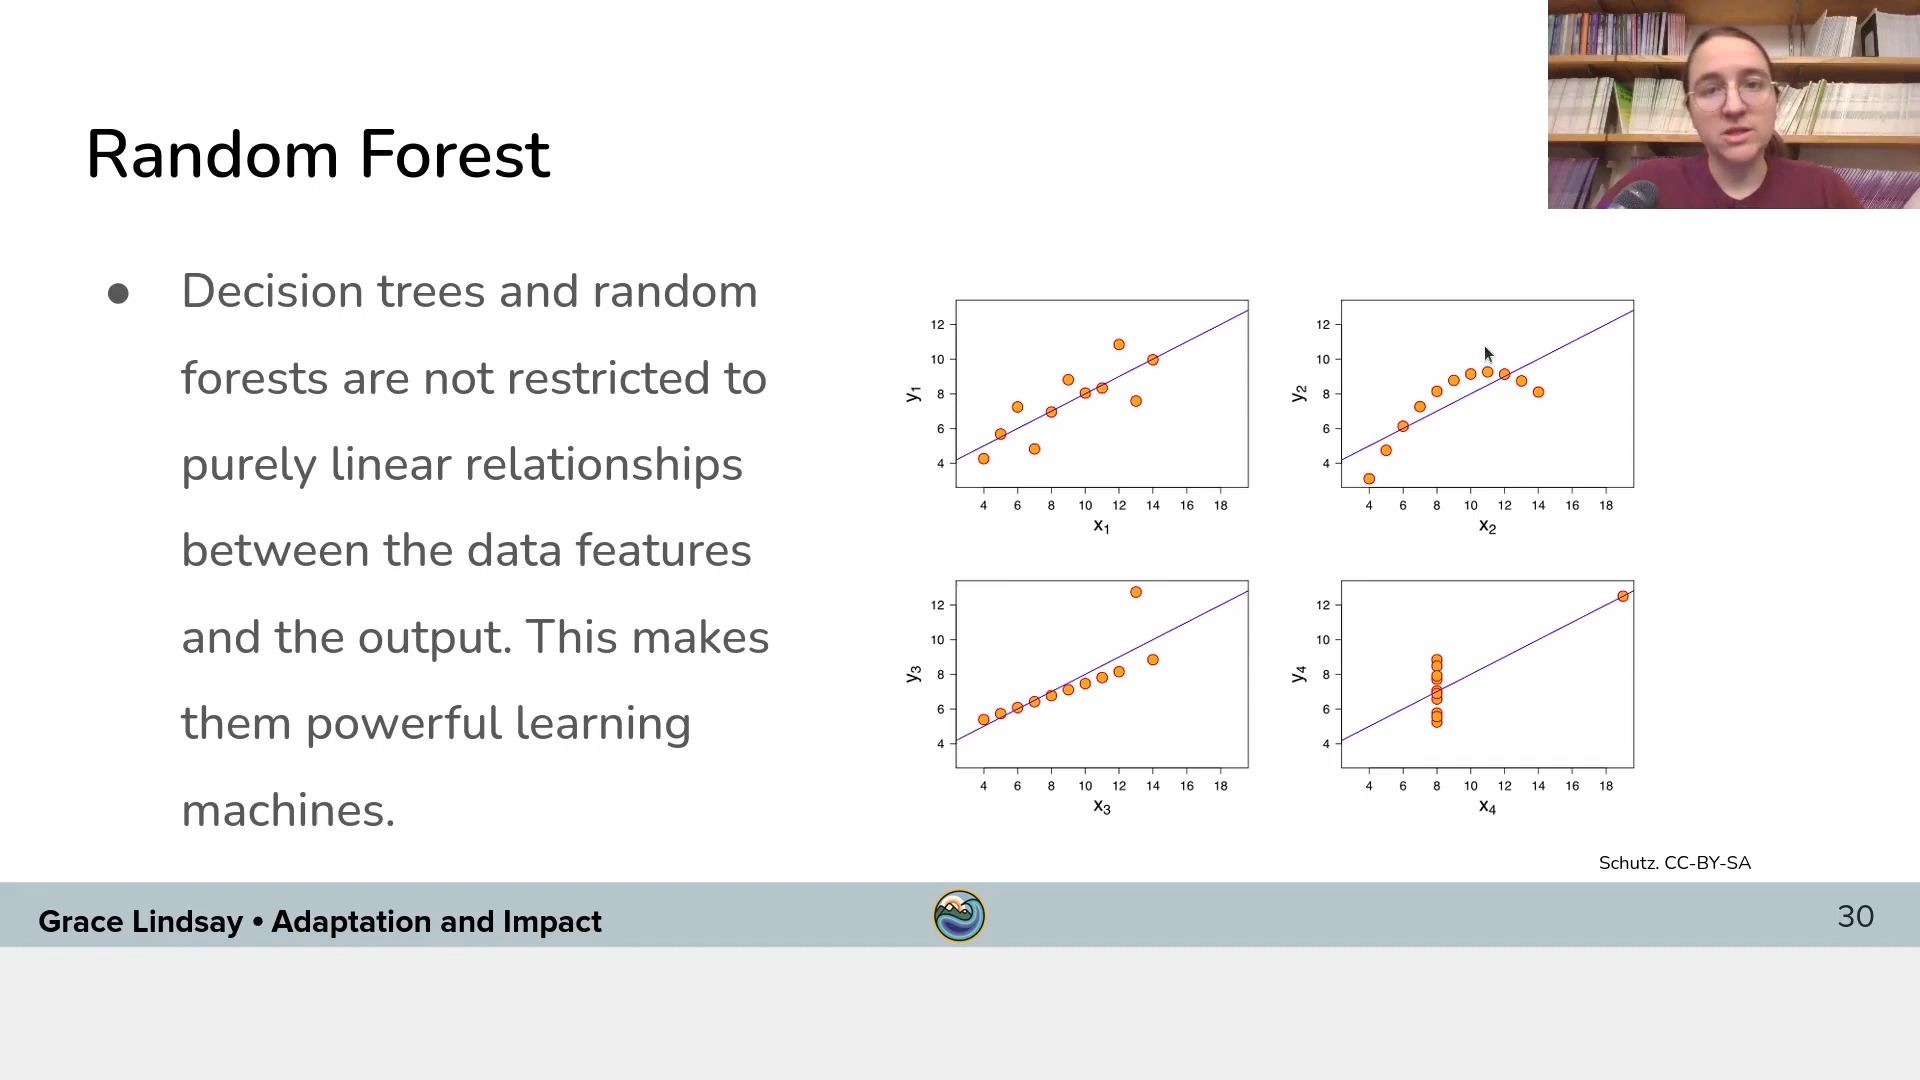 Random Forest
● Decision trees and random
forests are not restricted to
purely linear relationships
between the data features
and the output. This makes
them powerful learning
machines.
12
10
8
6
4
y1
4 6 8 10 12 14 16 18
x1
12
10
8
6
4
y2
4 6 8 10 12 14 16 18
x2
12
10
8
6
4
y3
4 6 8 10 12 14 16 18
x3
12
10
8
6
4
y4
4 6 8 10 12 14 16 18
x4
Schutz. CC-BY-SA
Grace Lindsay • Adaptation and Impact
30